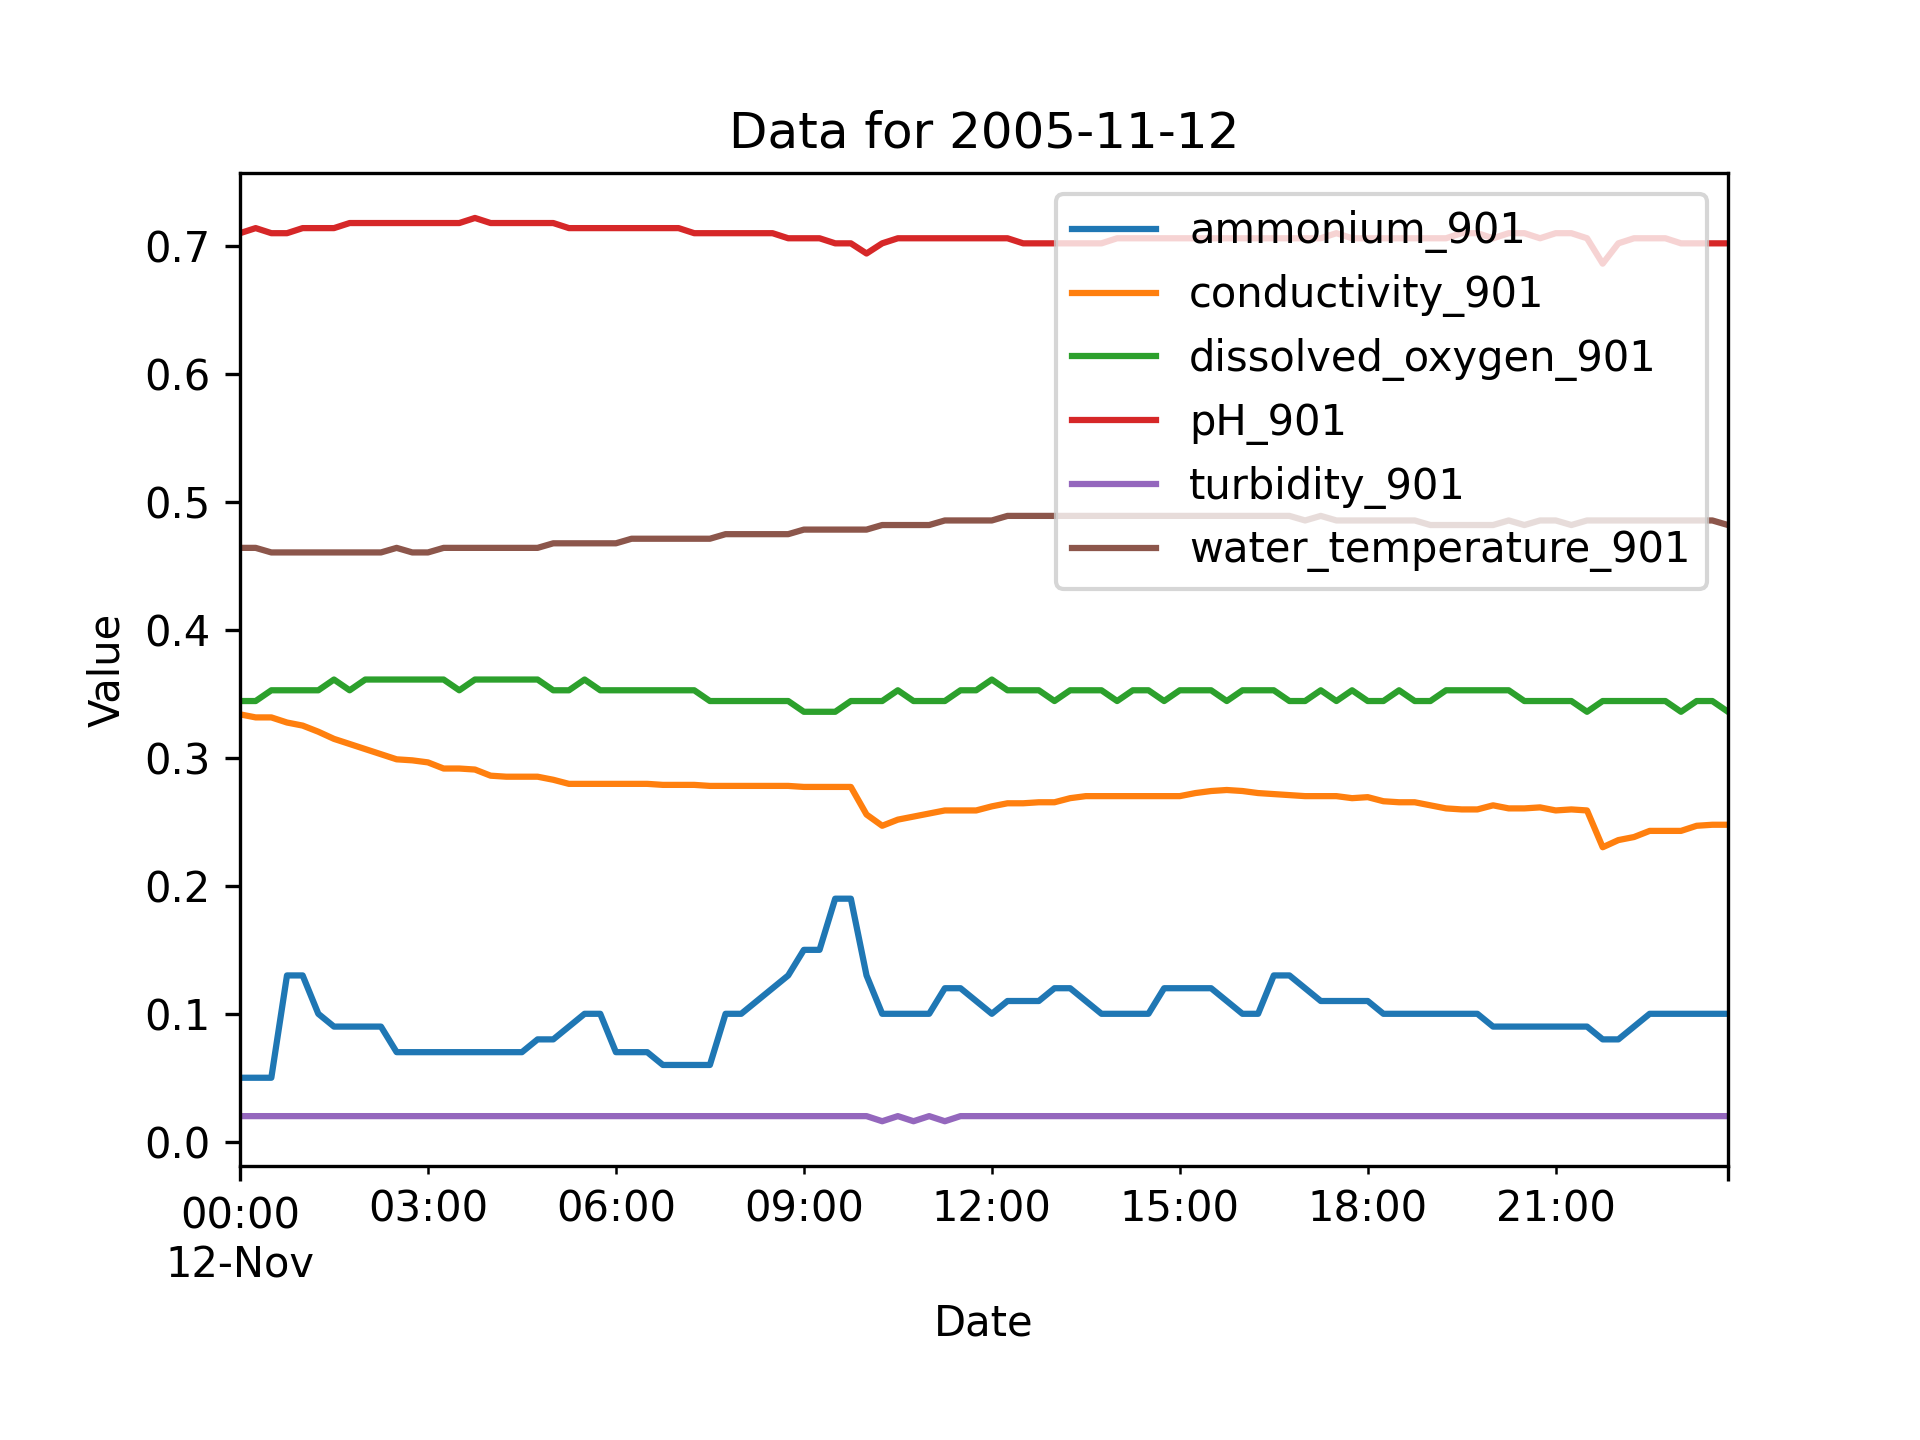 Data for 2005-11-12
ammonium_901
conductivity_901
dissolved_oxygen_901
pH_901
turbidity_901
water_temperature_901
Value
0.7
0.6
0.5
0.4
0.3
0.2
0.1
0.0
00:00 03:00 06:00 09:00 12:00 15:00 18:00 21:00
12-Nov
Date